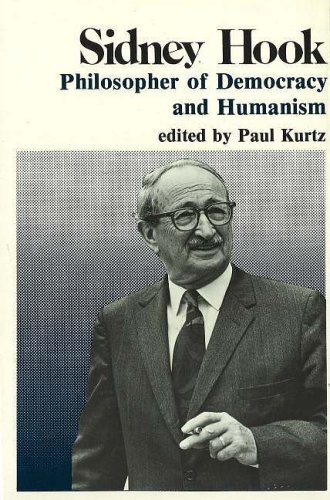 Sidney Hook
Philosopher of Democracy
and Humanism
edited by Paul Kurtz